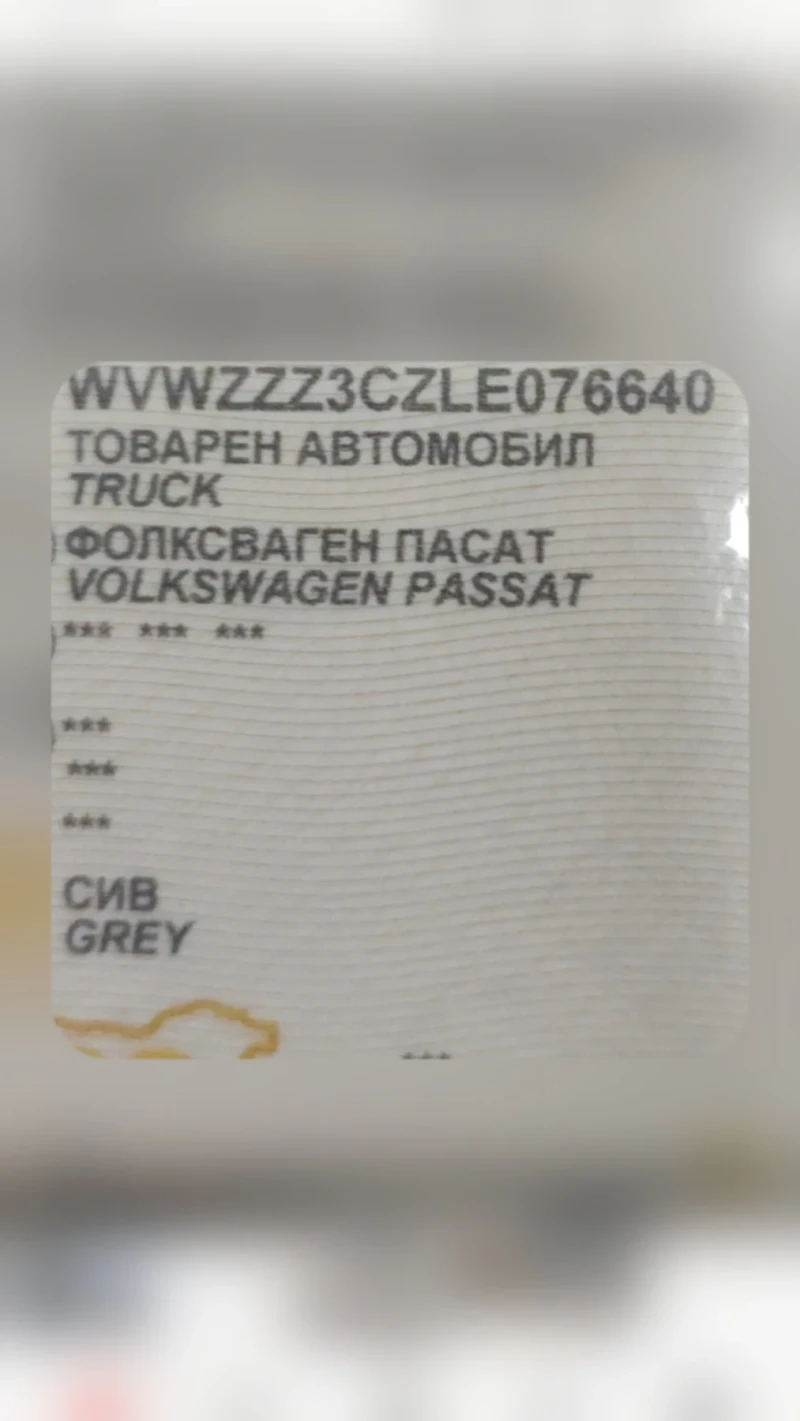 WVWZZZ3CZLE076640
ТОВАРЕН АВТОМОБИЛ
TRUCK
ФОЛКСВАГЕН ПАСАТ
VOLKSWAGEN PASSAT
*** *** ***
***
***
***
СИВ
GREY
***